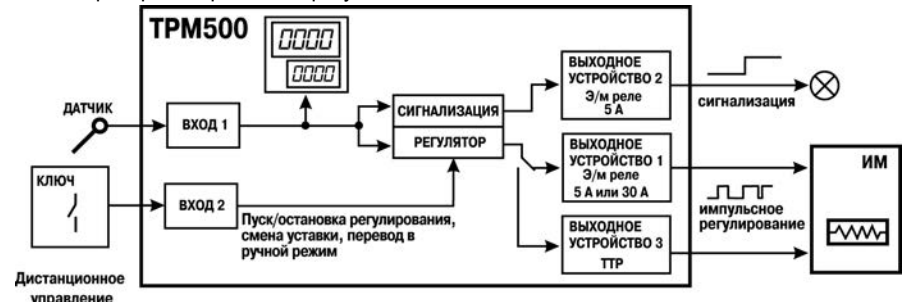 ТРМ500
0000
0000
ДАТЧИК
ВХОД 1
СИГНАЛИЗАЦИЯ
РЕГУЛЯТОР
ВЫХОДНОЕ
УСТРОЙСТВО 2
Э/м реле
5 А
сигнализация
КЛЮЧ
ВХОД 2
Пуск/остановка регулирования,
смена уставки, перевод в
ручной режим
ВЫХОДНОЕ
УСТРОЙСТВО 1
Э/м реле
5 А или 30 А
импульсное
регулирование
ИМ
ВЫХОДНОЕ
УСТРОЙСТВО 3
ТТР
Дистанционное
управление